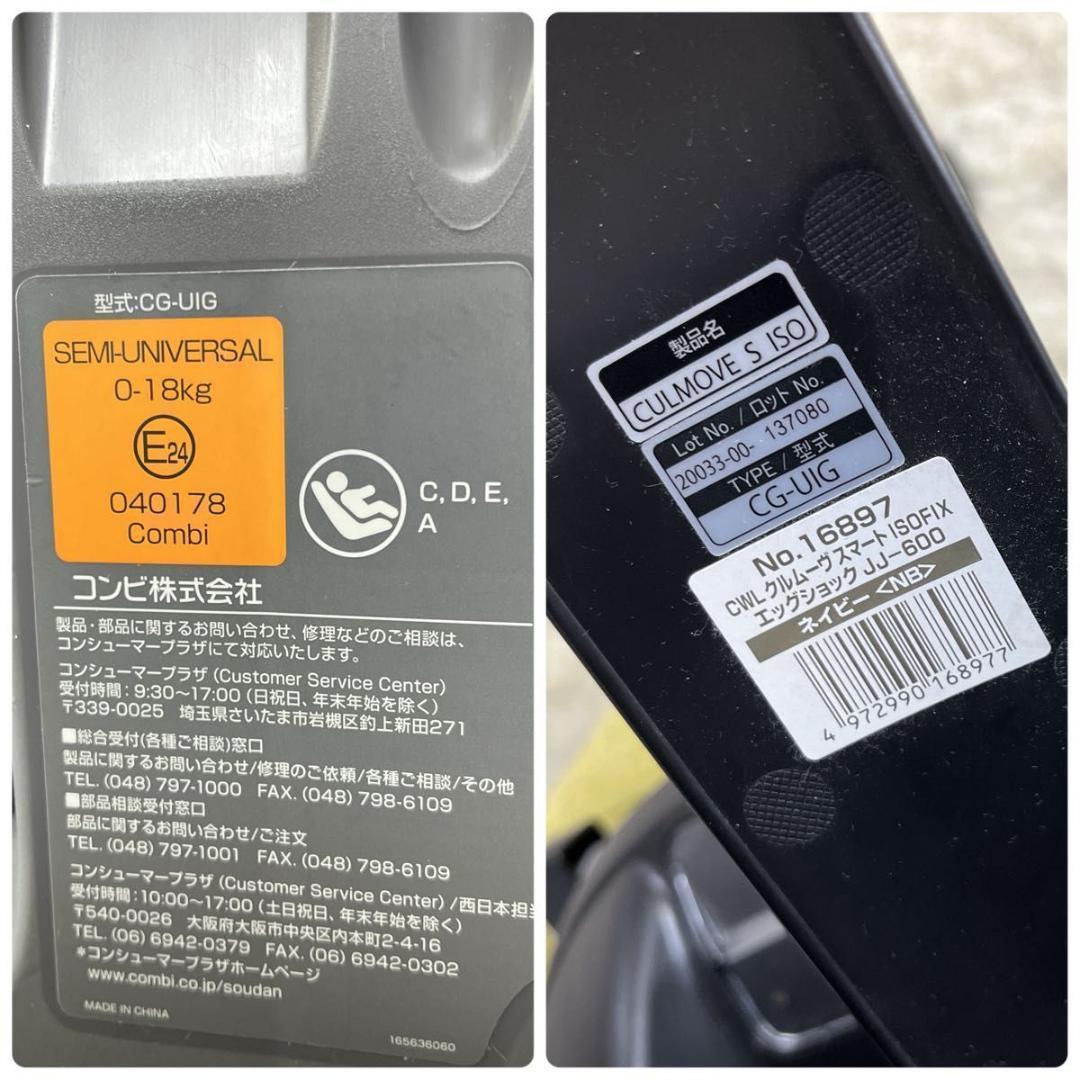 型式:CG-UIG
SEMI-UNIVERSAL
0-18kg
E24
040178
Combi
C, D, E,
A
コンビ株式会社
製品・部品に関するお問い合わせ、修理などのご相談は、
コンシューマープラザにて対応いたします。
コンシューマープラザ (Customer Service Center)
受付時間：9:30〜17:00 (日祝日、年末年始を除く)
〒339-0025 埼玉県さいたま市岩槻区釣上新田271
■総合受付(各種ご相談)窓口
製品に関するお問い合わせ/修理のご依頼/各種ご相談/その他
TEL. (048) 797-1000 FAX. (048) 798-6109
■部品相談受付窓口
部品に関するお問い合わせ/ご注文
TEL. (048) 797-1001 FAX. (048) 798-6109
コンシューマープラザ (Customer Service Center) /西日本担当
受付時間：10:00〜17:00 (土日祝日、年末年始を除く)
〒540-0026 大阪府大阪市中央区内本町2-4-16
TEL. (06) 6942-0379 FAX. (06) 6942-0302
*コンシューマープラザホームページ
www.combi.co.jp/soudan
MADE IN CHINA
165636060
製品名
CULMOVE S ISO
Lot No. / ロット No.
20033-00- 137080
TYPE / 型式
CG-UIG
No.16897
CWL クルムーヴ スマート ISOFIX
エッグショック JJ-600
ネイビー <NB>
4 972990 168977